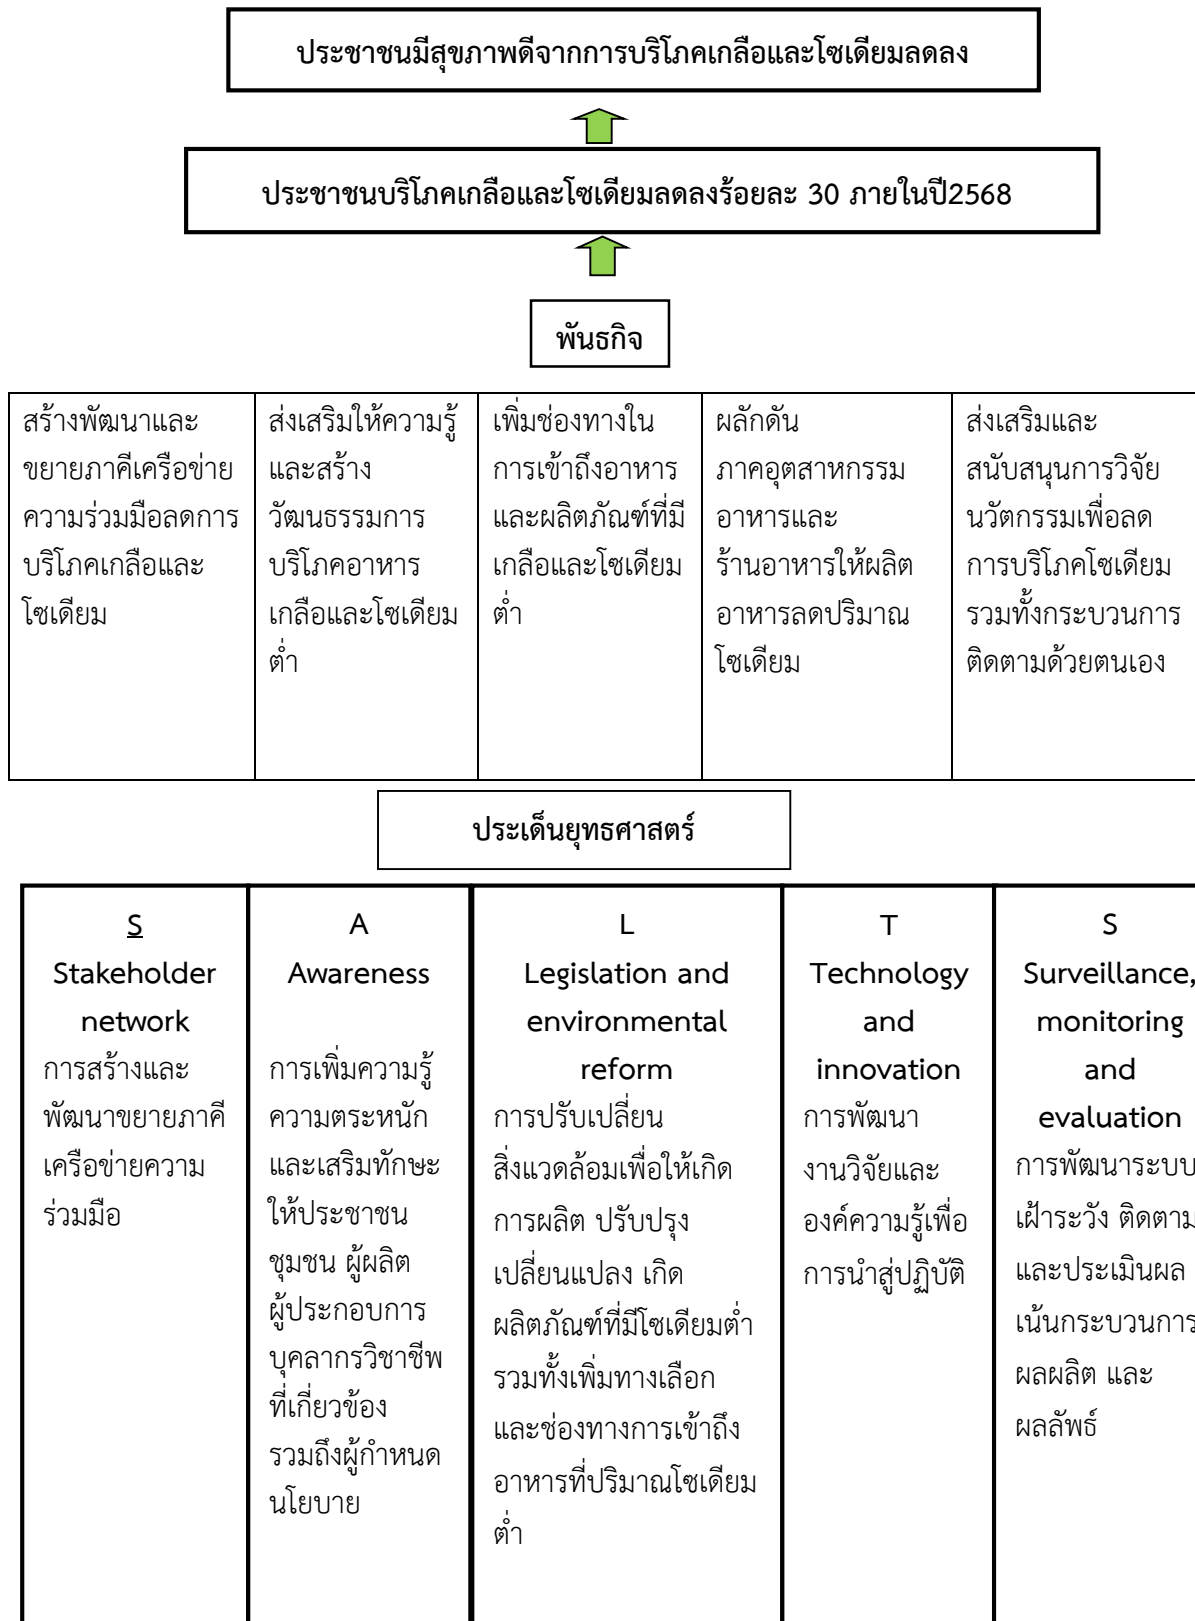 ประชาชนมีสุขภาพดีจากการบริโภคเกลือและโซเดียมลดลง
ประชาชนบริโภคเกลือและโซเดียมลดลงร้อยละ 30 ภายในปี2568
พันธกิจ
สร้างพัฒนาและ
ขยายภาคีเครือข่าย
ความร่วมมือลดการ
บริโภคเกลือและ
โซเดียม
ส่งเสริมให้ความรู้
และสร้าง
วัฒนธรรมการ
บริโภคอาหาร
เกลือและโซเดียม
ต่ำ
เพิ่มช่องทางใน
การเข้าถึงอาหาร
และผลิตภัณฑ์ที่มี
เกลือและโซเดียม
ต่ำ
ผลักดัน
ภาคอุตสาหกรรม
อาหารและ
ร้านอาหารให้ผลิต
อาหารลดปริมาณ
โซเดียม
ส่งเสริมและ
สนับสนุนการวิจัย
นวัตกรรมเพื่อลด
การบริโภคโซเดียม
รวมทั้งกระบวนการ
ติดตามด้วยตนเอง
ประเด็นยุทธศาสตร์
S
Stakeholder
network
การสร้างและ
พัฒนาขยายภาคี
เครือข่ายความ
ร่วมมือ
A
Awareness
การเพิ่มความรู้
ความตระหนัก
และเสริมทักษะ
ให้ประชาชน
ชุมชน ผู้ผลิต
ผู้ประกอบการ
บุคลากรวิชาชีพ
ที่เกี่ยวข้อง
รวมถึงผู้กำหนด
นโยบาย
L
Legislation and
environmental
reform
การปรับเปลี่ยน
สิ่งแวดล้อมเพื่อให้เกิด
การผลิต ปรับปรุง
เปลี่ยนแปลง เกิด
ผลิตภัณฑ์ที่มีโซเดียมต่ำ
รวมทั้งเพิ่มทางเลือก
และช่องทางการเข้าถึง
อาหารที่ปริมาณโซเดียม
ต่ำ
T
Technology
and
innovation
การพัฒนา
งานวิจัยและ
องค์ความรู้เพื่อ
การนำสู่ปฏิบัติ
S
Surveillance,
monitoring
and
evaluation
การพัฒนาระบบ
เฝ้าระวัง ติดตาม
และประเมินผล
เน้นกระบวนการ
ผลผลิต และ
ผลลัพธ์